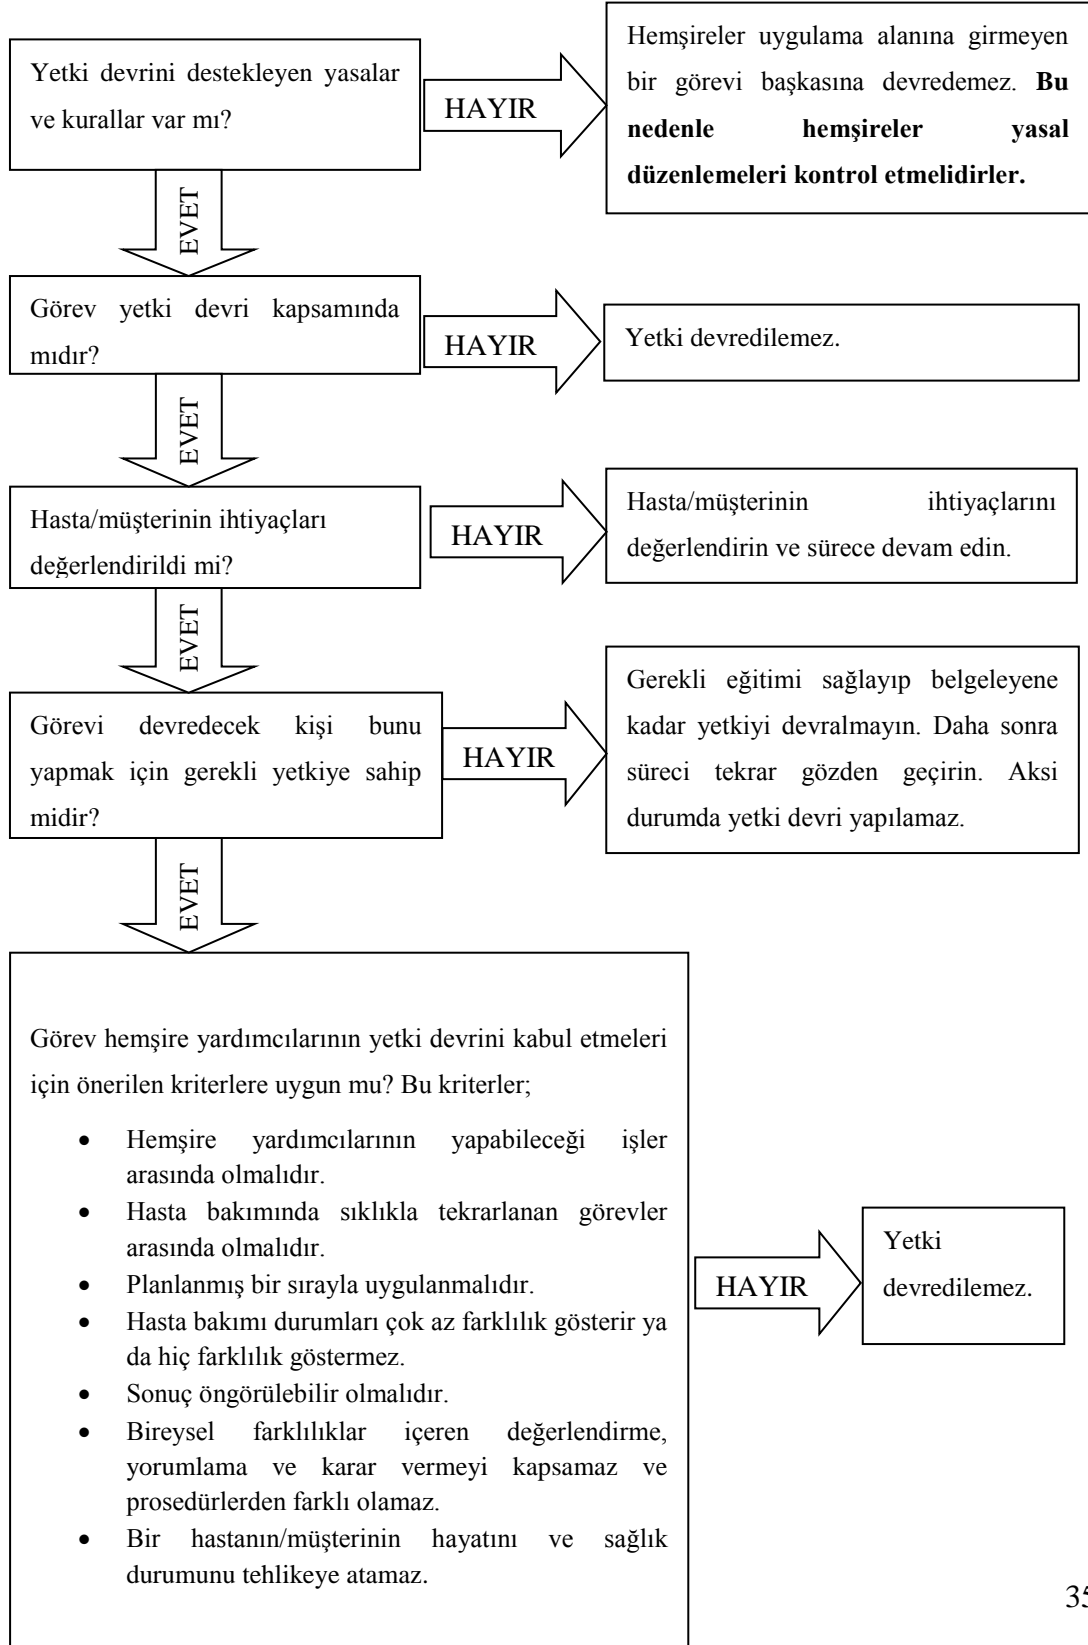 Yetki devrini destekleyen yasalar
ve kurallar var mı?
HAYIR
Hemşireler uygulama alanına girmeyen
bir görevi başkasına devredemez. Bu
nedenle hemşireler yasal
düzenlemeleri kontrol etmelidirler.
EVET
Görev yetki devri kapsamında
mıdır?
HAYIR
Yetki devredilemez.
EVET
Hasta/müşterinin ihtiyaçları
değerlendirildi mi?
HAYIR
Hasta/müşterinin ihtiyaçlarını
değerlendirin ve sürece devam edin.
EVET
Görevi devredecek kişi bunu
yapmak için gerekli yetkiye sahip
midir?
HAYIR
Gerekli eğitimi sağlayıp belgeleyene
kadar yetkiyi devralmayın. Daha sonra
süreci tekrar gözden geçirin. Aksi
durumda yetki devri yapılamaz.
EVET
Görev hemşire yardımcılarının yetki devrini kabul etmeleri
için önerilen kriterlere uygun mu? Bu kriterler;
• Hemşire yardımcılarının yapabileceği işler
arasında olmalıdır.
• Hasta bakımında sıklıkla tekrarlanan görevler
arasında olmalıdır.
• Planlanmış bir sırayla uygulanmalıdır.
• Hasta bakımı durumları çok az farklılık gösterir ya
da hiç farklılık göstermez.
• Sonuç öngörülebilir olmalıdır.
• Bireysel farklılıklar içeren değerlendirme,
yorumlama ve karar vermeyi kapsamaz ve
prosedürlerden farklı olamaz.
• Bir hastanın/müşterinin hayatını ve sağlık
durumunu tehlikeye atamaz.
HAYIR
Yetki
devredilemez.
35